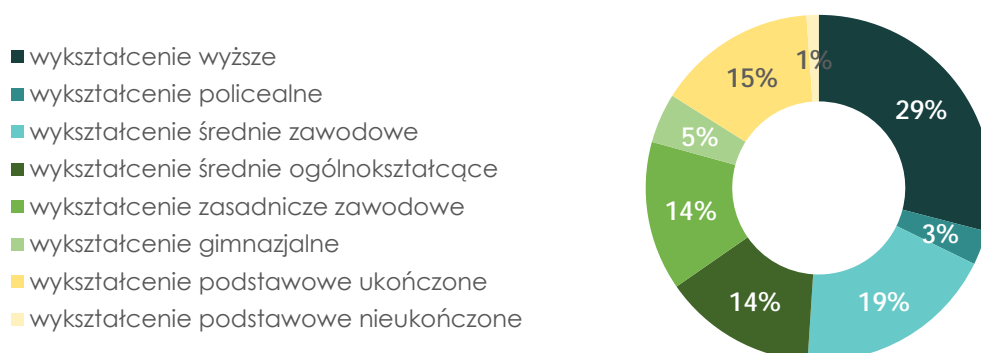 wykształcenie wyższe
wykształcenie policealne
wykształcenie średnie zawodowe
wykształcenie średnie ogólnokształcące
wykształcenie zasadnicze zawodowe
wykształcenie gimnazjalne
wykształcenie podstawowe ukończone
wykształcenie podstawowe nieukończone
29%
3%
19%
14%
14%
5%
15%
1%